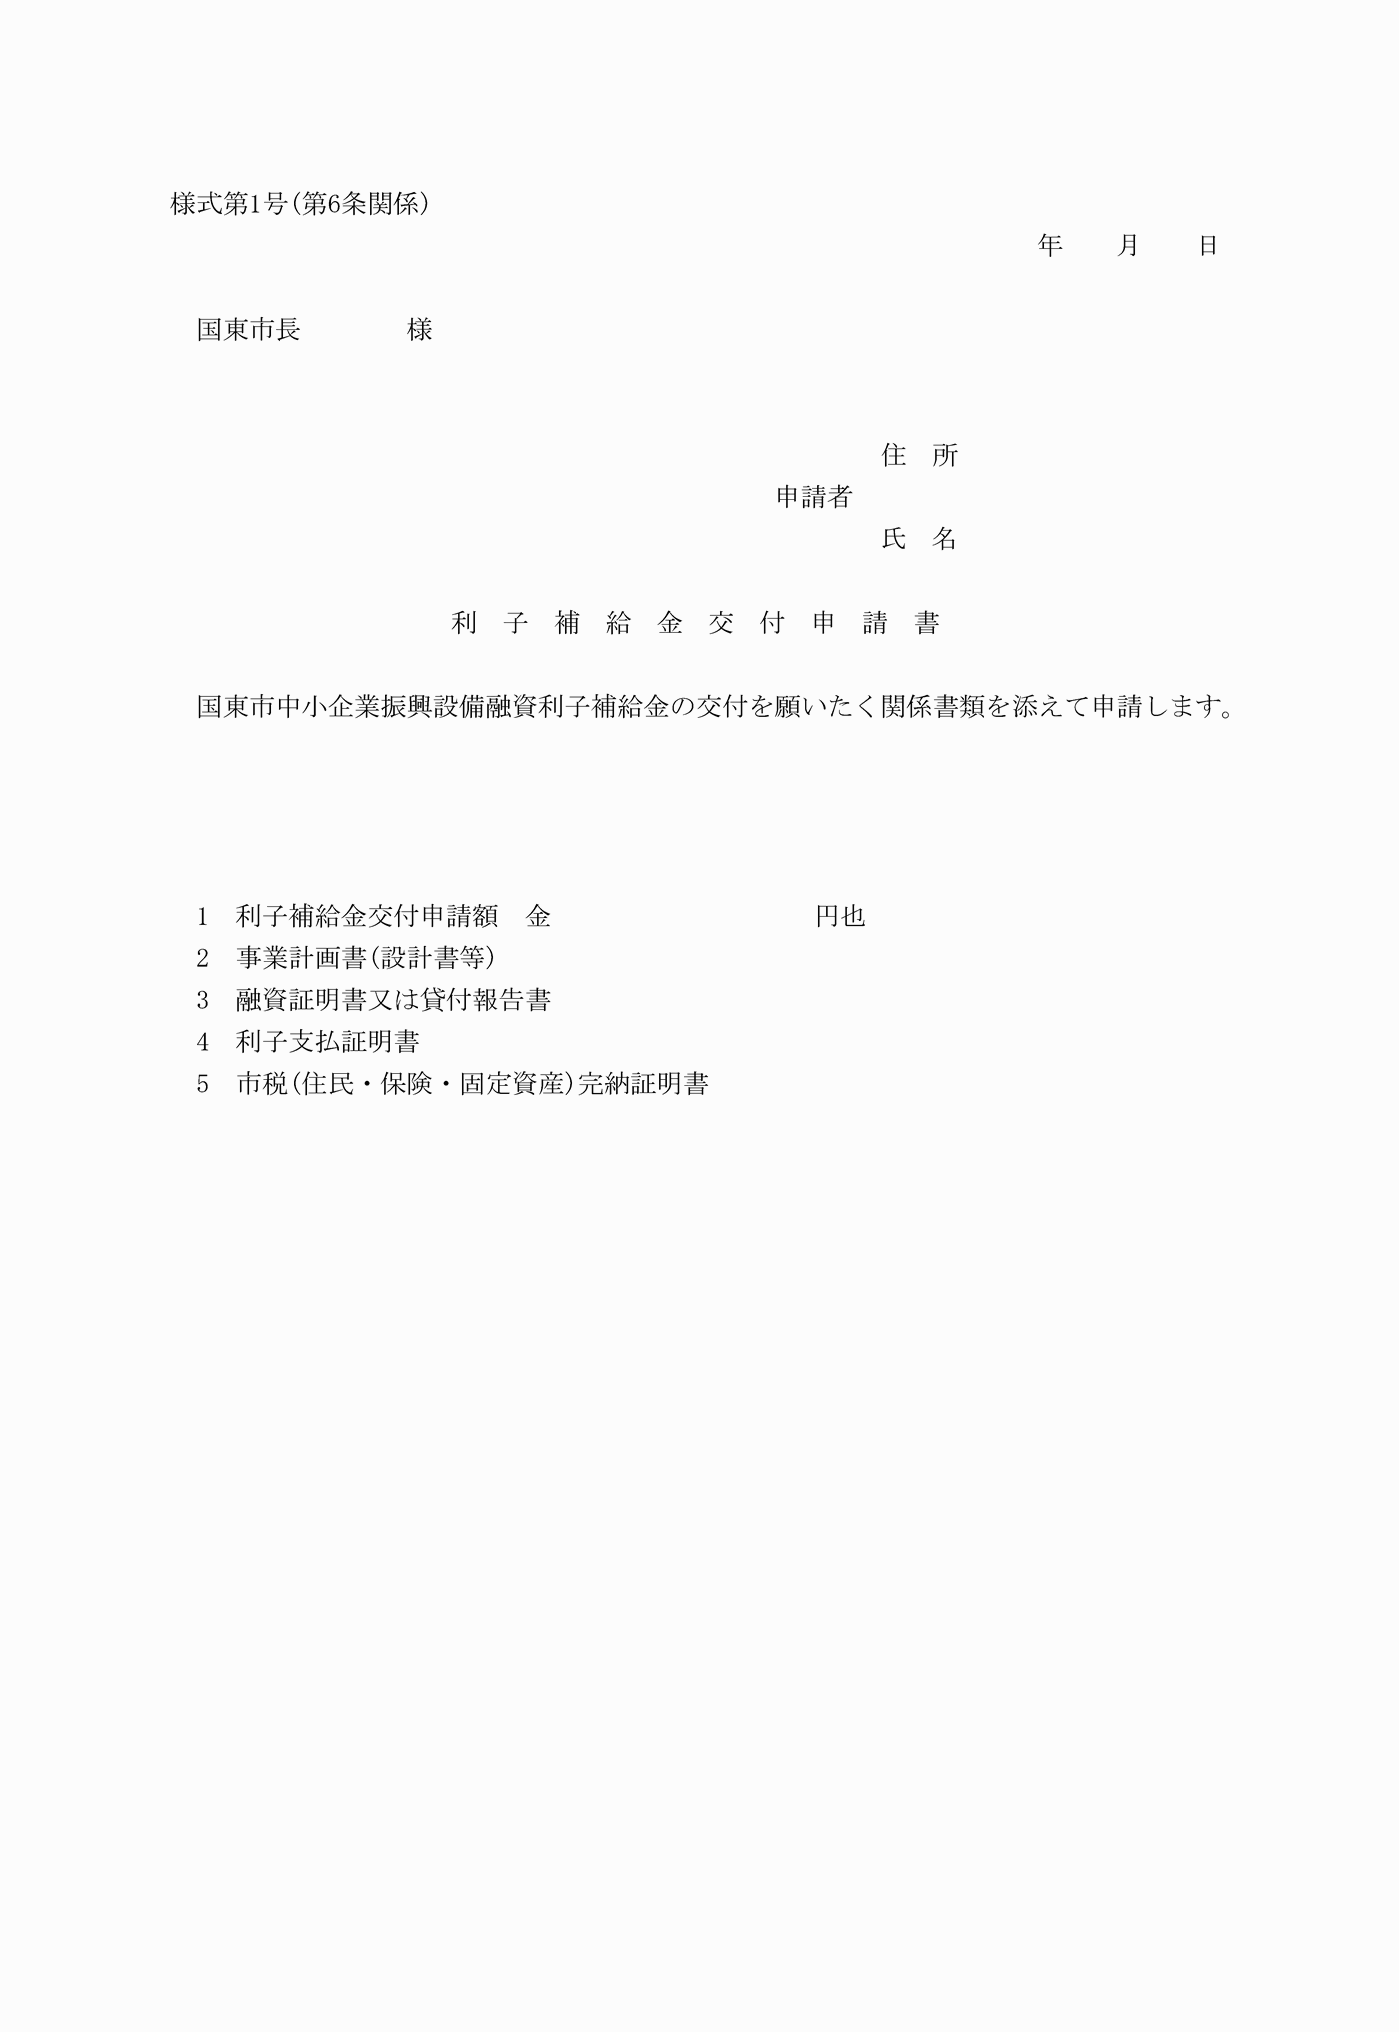 様式第1号(第6条関係)
年　　月　　日
国東市長　　　　様
住　所
申請者
氏　名
利　子　補　給　金　交　付　申　請　書
国東市中小企業振興設備融資利子補給金の交付を願いたく関係書類を添えて申請します。
1　利子補給金交付申請額　金　　　　　　　　　　円也
2　事業計画書(設計書等)
3　融資証明書又は貸付報告書
4　利子支払証明書
5　市税(住民・保険・固定資産)完納証明書